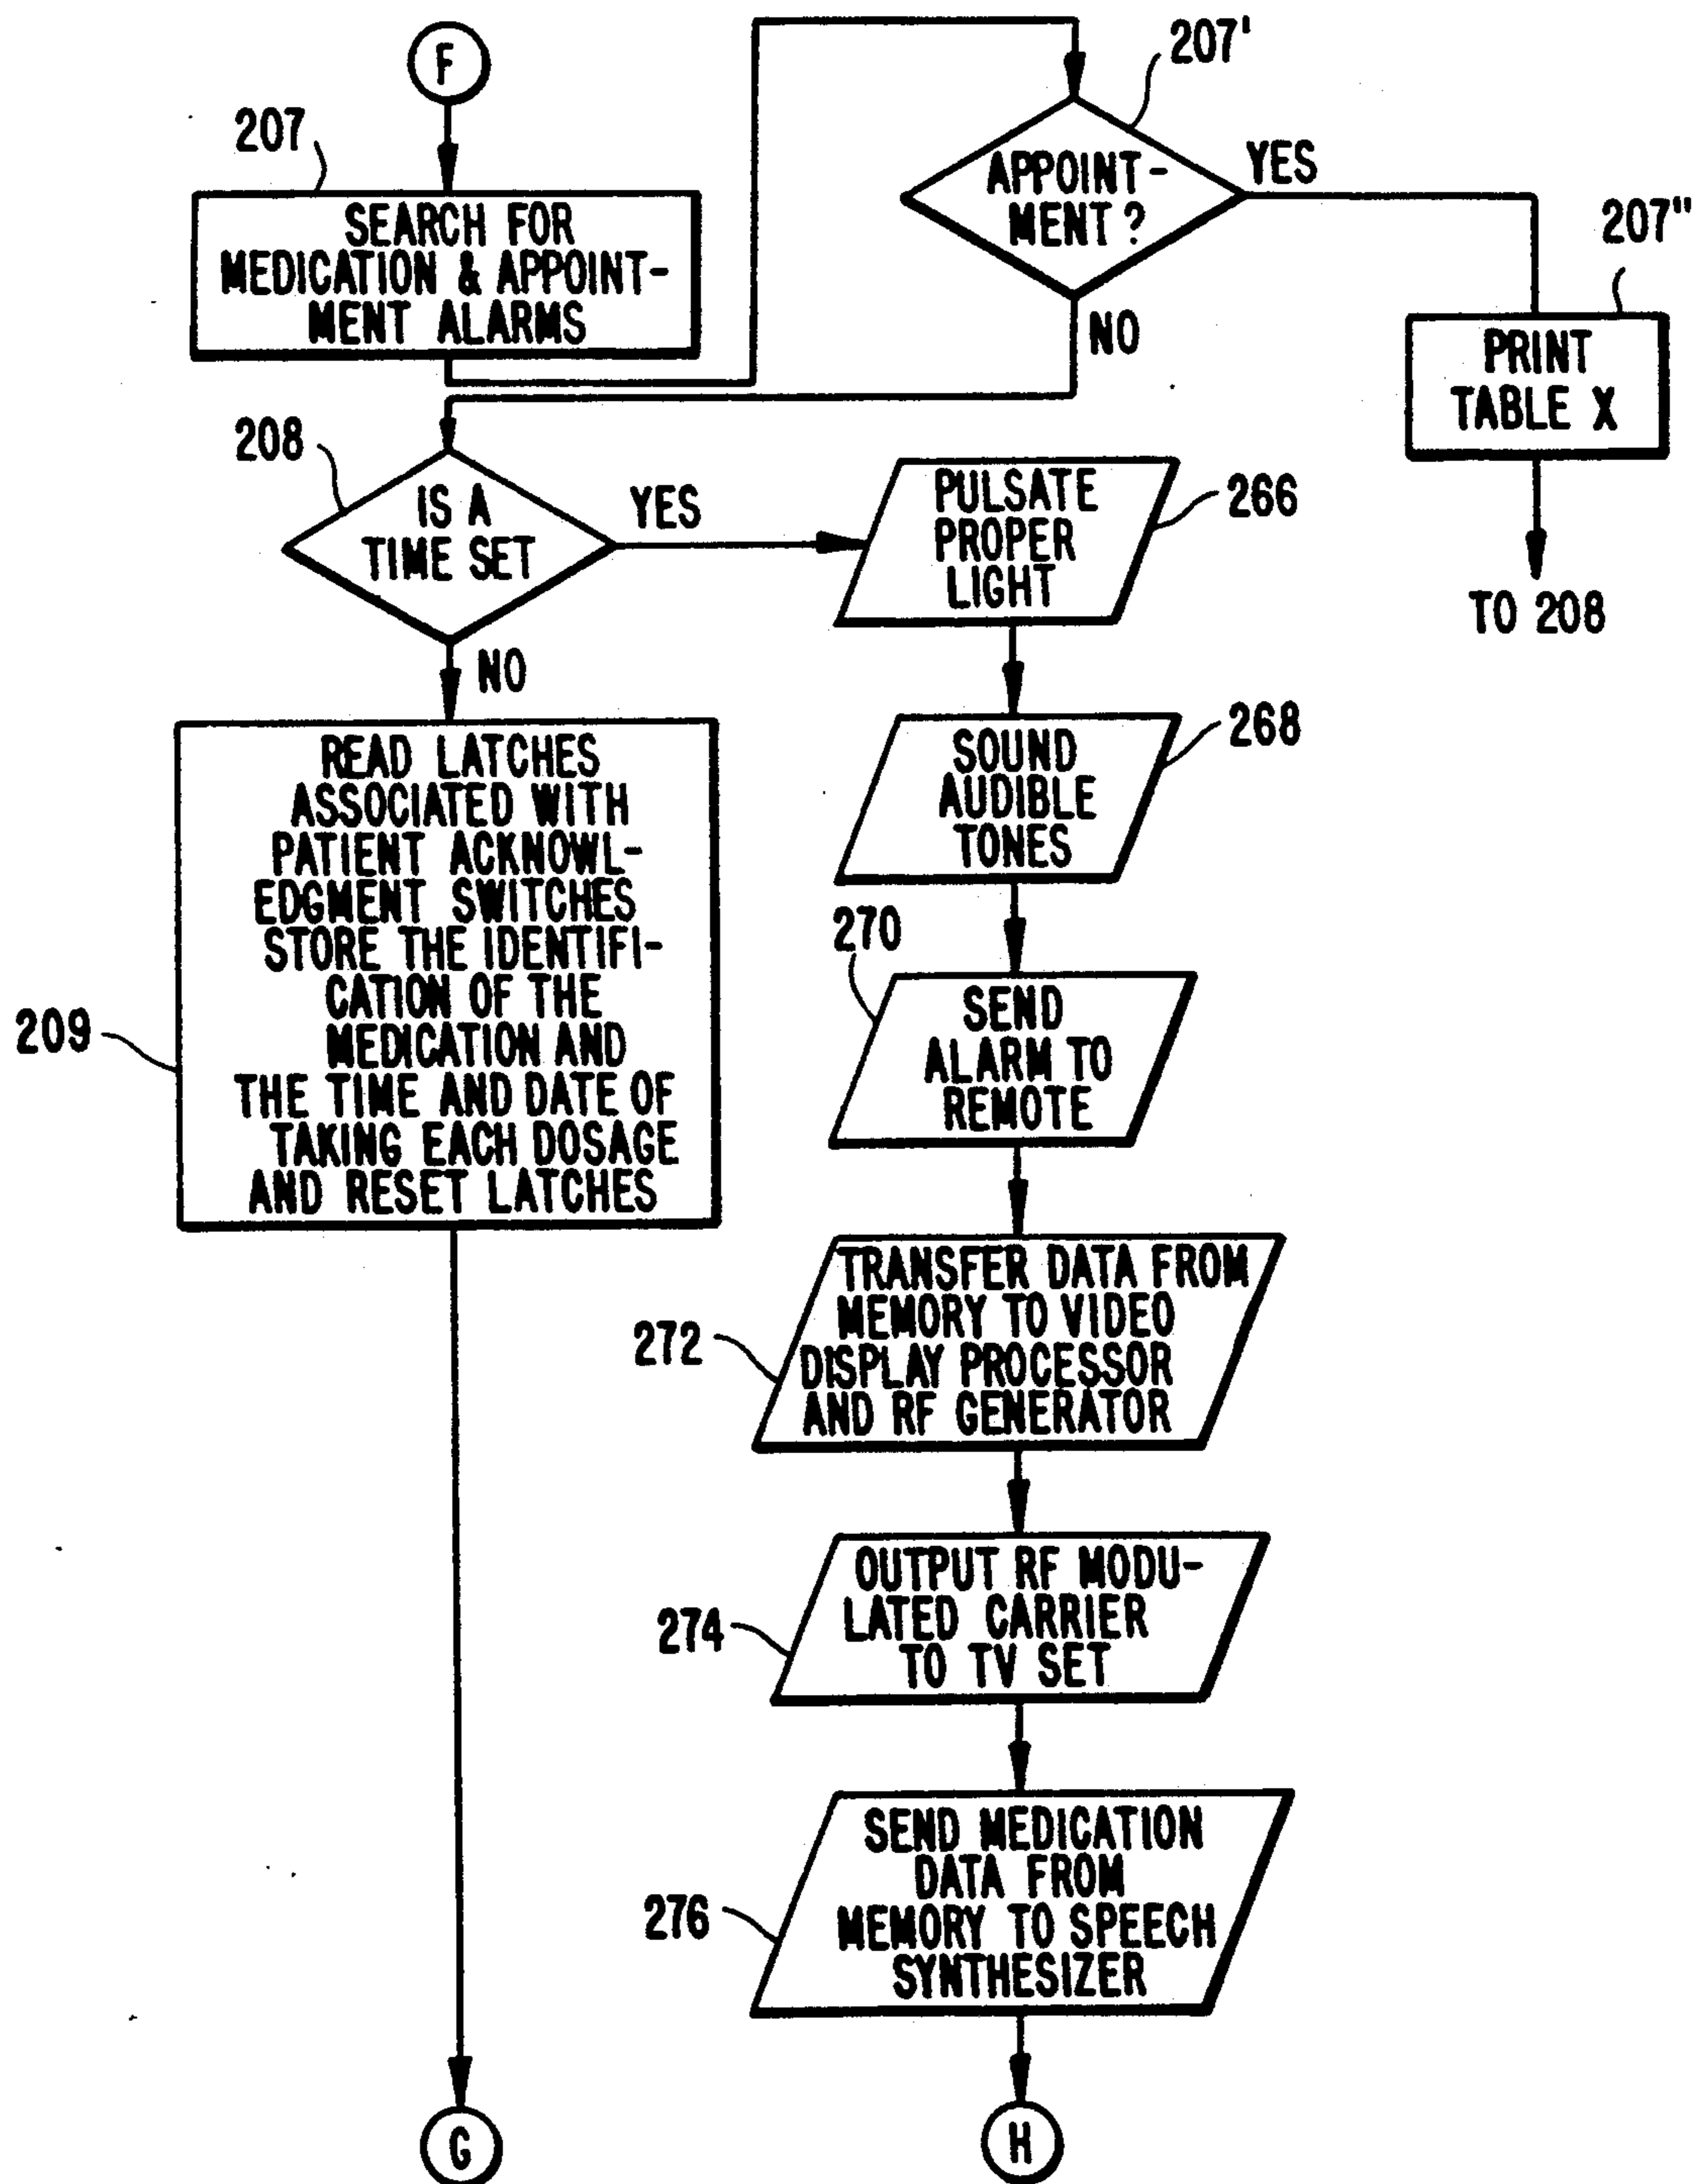 F
207
SEARCH FOR
MEDICATION & APPOINT-
MENT ALARMS
207'
APPOINT-
MENT?
YES
NO
207"
PRINT
TABLE X
TO 208
208
IS A
TIME SET
YES
NO
PULSATE
PROPER
LIGHT
266
SOUND
AUDIBLE
TONES
268
270
SEND
ALARM TO
REMOTE
209
READ LATCHES
ASSOCIATED WITH
PATIENT ACKNOWL-
EDGMENT SWITCHES
STORE THE IDENTIFI-
CATION OF THE
MEDICATION AND
THE TIME AND DATE OF
TAKING EACH DOSAGE
AND RESET LATCHES
272
TRANSFER DATA FROM
MEMORY TO VIDEO
DISPLAY PROCESSOR
AND RF GENERATOR
274
OUTPUT RF MODU-
LATED CARRIER
TO TV SET
276
SEND MEDICATION
DATA FROM
MEMORY TO SPEECH
SYNTHESIZER
G
H